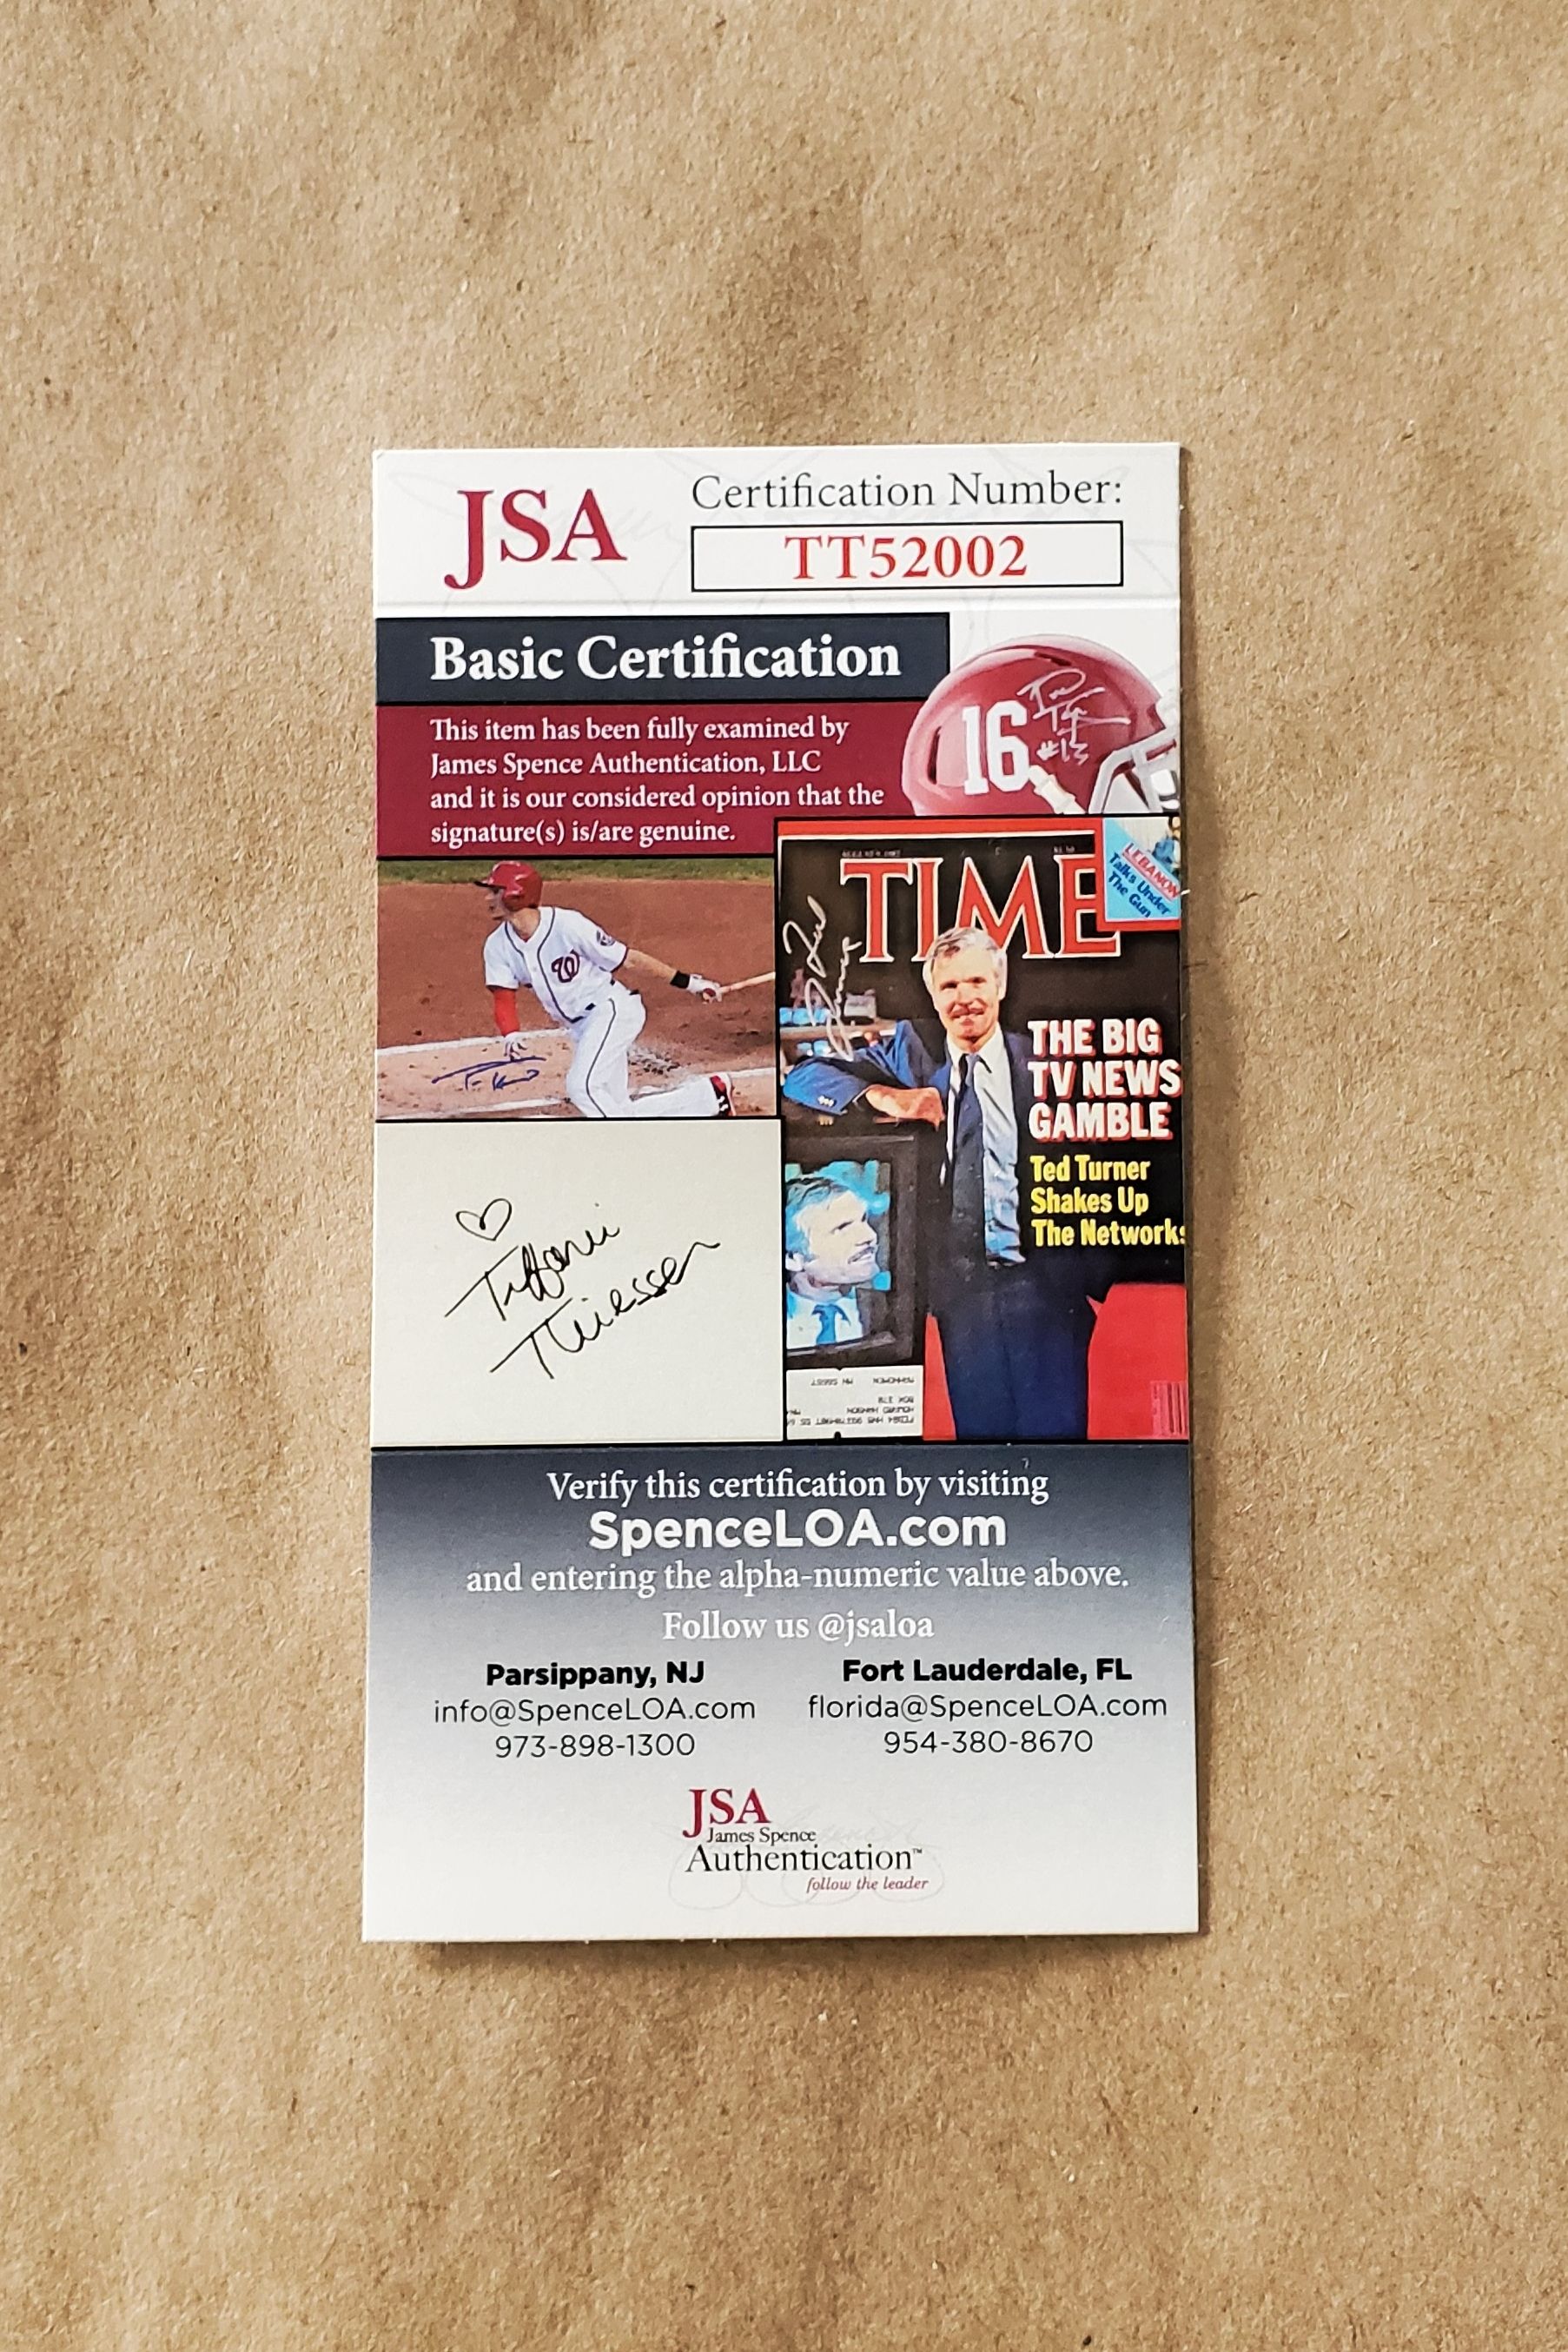 JSA
Certification Number:
TT52002
Basic Certification
This item has been fully examined by
James Spence Authentication, LLC
and it is our considered opinion that the
signature(s) is/are genuine.
16
#13
TIME
LEBANON
Talks Under
The Gun
W
THE BIG
TV NEWS
GAMBLE
Ted Turner
Shakes Up
The Networks
Tiffani
Thiessen
Verify this certification by visiting
SpenceLOA.com
and entering the alpha-numeric value above.
Follow us @jsaloa
Parsippany, NJ
info@SpenceLOA.com
973-898-1300
Fort Lauderdale, FL
florida@SpenceLOA.com
954-380-8670
JSA
James Spence
Authentication™
follow the leader